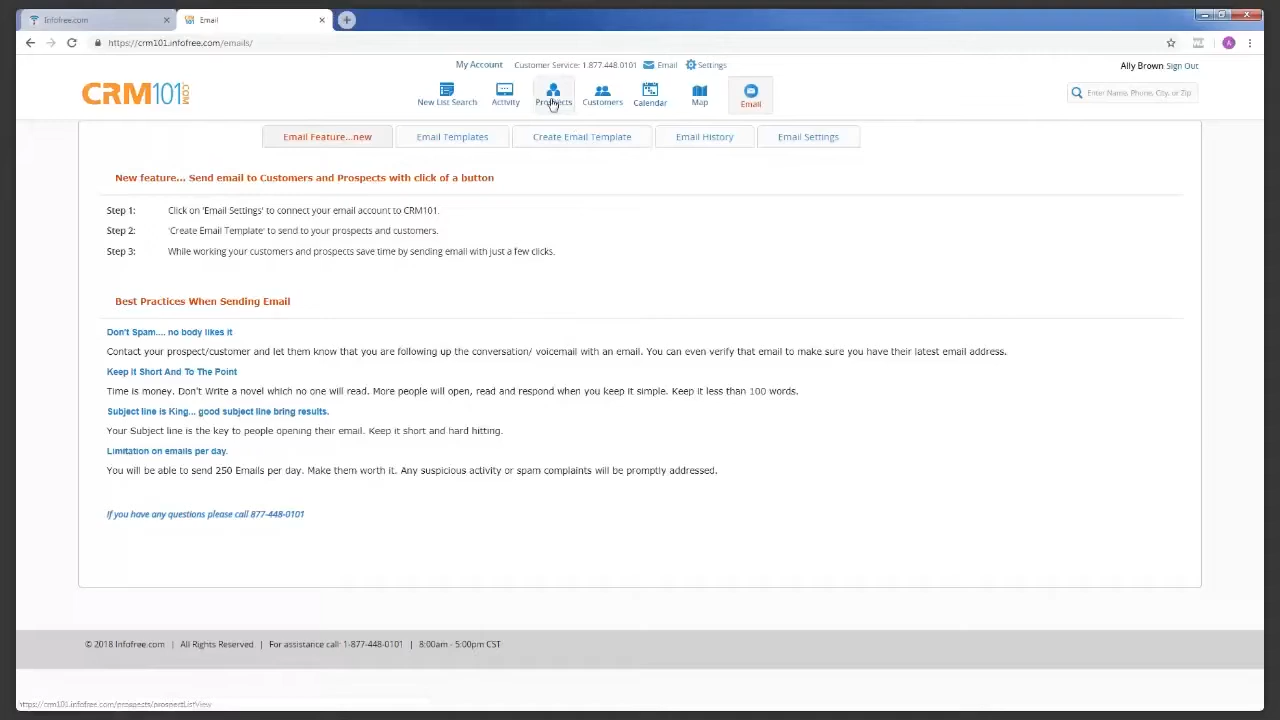 Infofree.com
Email
https://crm101.infofree.com/emails/
My Account Customer Service: 1.877.448.0101 Email Settings
Ally Brown Sign Out
CRM101.COM
New List Search Activity Prospects Customers Calendar Map Email
Enter Name, Phone, City, or Zip
Email Feature...new Email Templates Create Email Template Email History Email Settings
New feature... Send email to Customers and Prospects with click of a button
Step 1: Click on 'Email Settings' to connect your email account to CRM101.
Step 2: 'Create Email Template' to send to your prospects and customers.
Step 3: While working your customers and prospects save time by sending email with just a few clicks.
Best Practices When Sending Email
Don't Spam.... no body likes it
Contact your prospect/customer and let them know that you are following up the conversation/ voicemail with an email. You can even verify that email to make sure you have their latest email address.
Keep It Short And To The Point
Time is money. Don't Write a novel which no one will read. More people will open, read and respond when you keep it simple. Keep it less than 100 words.
Subject line is King... good subject line bring results.
Your Subject line is the key to people opening their email. Keep it short and hard hitting.
Limitation on emails per day.
You will be able to send 250 Emails per day. Make them worth it. Any suspicious activity or spam complaints will be promptly addressed.
If you have any questions please call 877-448-0101
© 2018 Infofree.com | All Rights Reserved | For assistance call: 1-877-448-0101 | 8:00am - 5:00pm CST
https://crm101.infofree.com/prospects/prospectListView